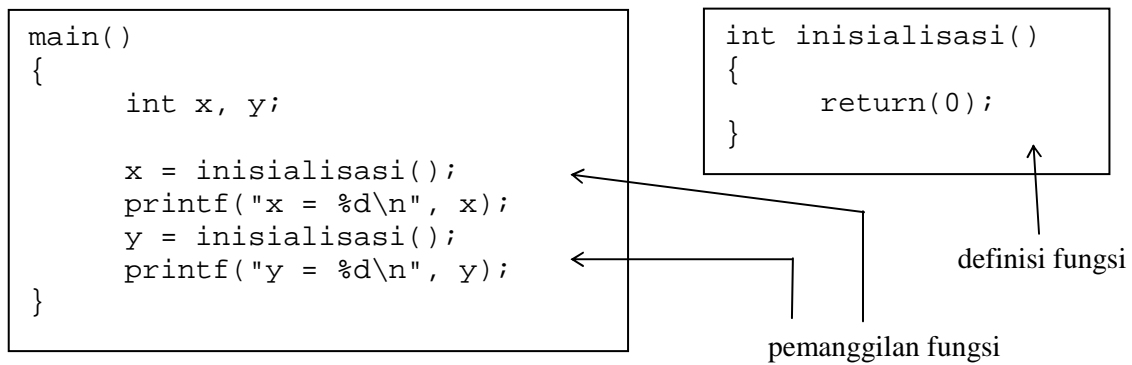 main()
{
int x, y;
x = inisialisasi();
printf("x = %d\n", x);
y = inisialisasi();
printf("y = %d\n", y);
}
int inisialisasi()
{
return(0);
}
definisi fungsi
pemanggilan fungsi